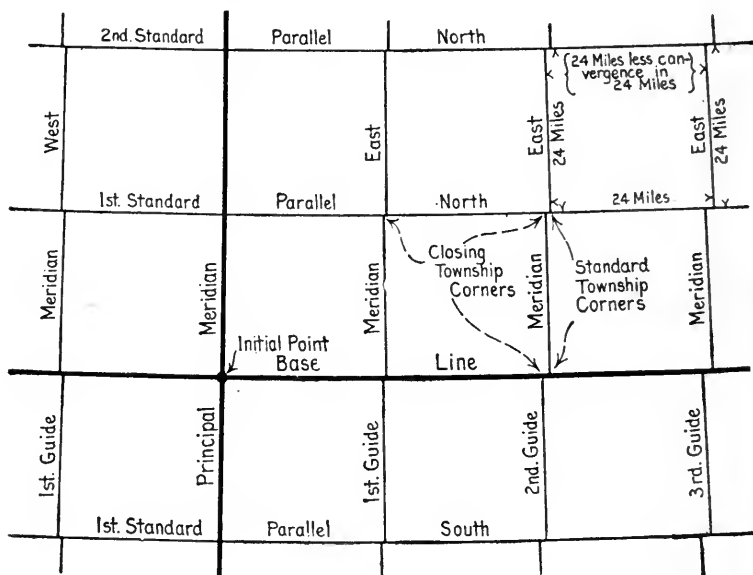 2nd. Standard Parallel North
{24 Miles less con-
vergence in
24 Miles}
West
East
East
24 Miles
East
24 Miles
1st. Standard Parallel North
24 Miles
Meridian
Meridian
Meridian
Meridian
Meridian
Closing
Township
Corners
Standard
Township
Corners
Initial Point
Base Line
1st. Guide
Principal
1st. Guide
2nd. Guide
3rd. Guide
1st. Standard Parallel South